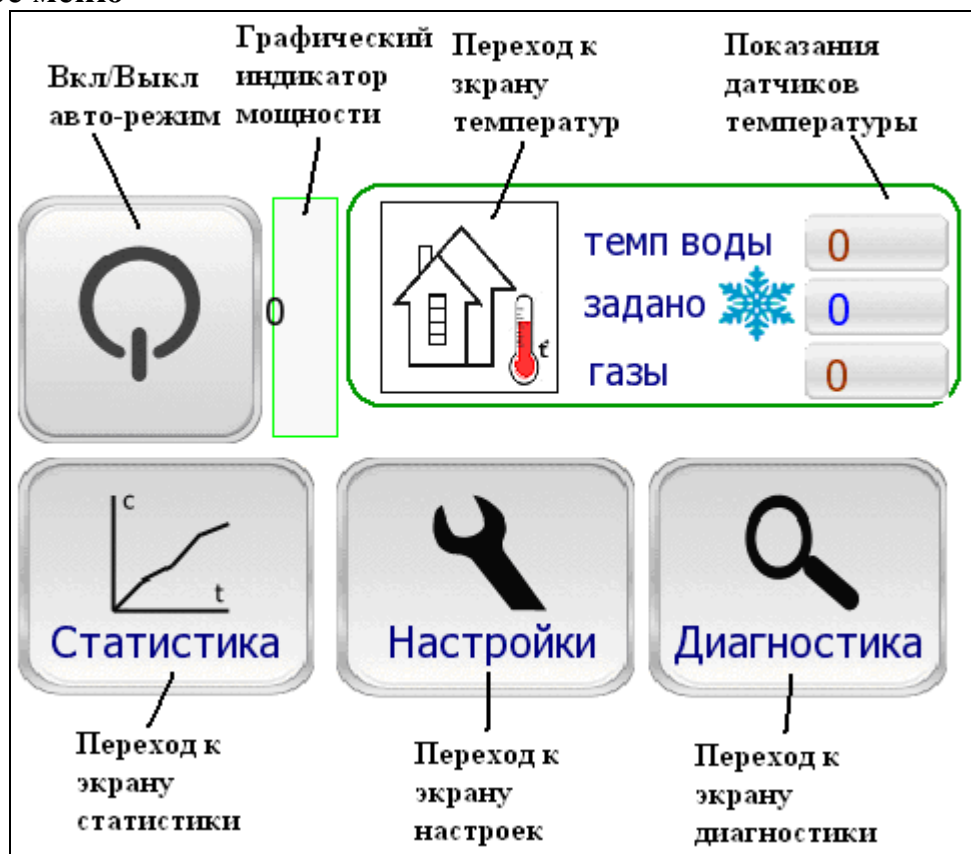 Графический
индикатор
мощности
Вкл/Выкл
авто-режим
Переход к
зкрану
температур
Показания
датчиков
температуры
0
t
темп воды
0
задано
0
газы
0
c
t
Статистика
Настройки
Диагностика
Переход к
экрану
статистики
Переход к
экрану
настроек
Переход к
экрану
диагностики